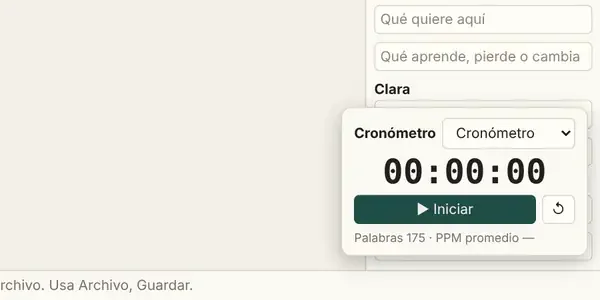 Qué quiere aquí
Qué aprende, pierde o cambia
Clara
Cronómetro Cronómetro
00:00:00
▶ Iniciar
Palabras 175 · PPM promedio —
rchivo. Usa Archivo, Guardar.